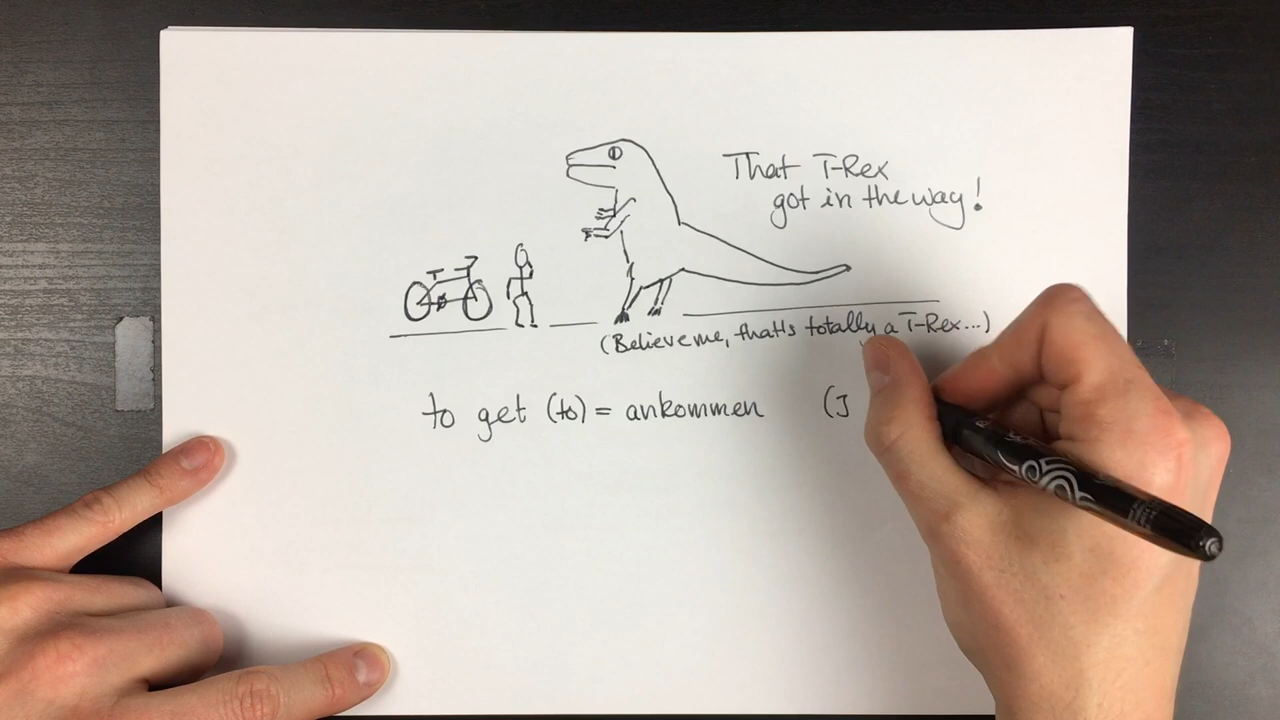 That T-Rex
got in the way!
(Believe me, that's totally a T-Rex...)
to get (to) = ankommen (I